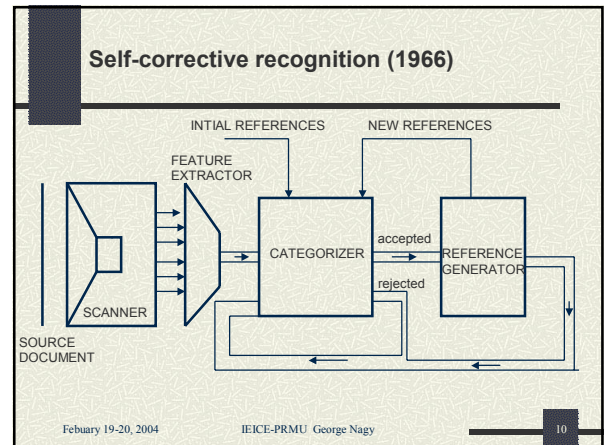 Self-corrective recognition (1966)
INTIAL REFERENCES
NEW REFERENCES
FEATURE
EXTRACTOR
CATEGORIZER
accepted
REFERENCE
GENERATOR
rejected
SCANNER
SOURCE
DOCUMENT
Febuary 19-20, 2004
IEICE-PRMU George Nagy
10